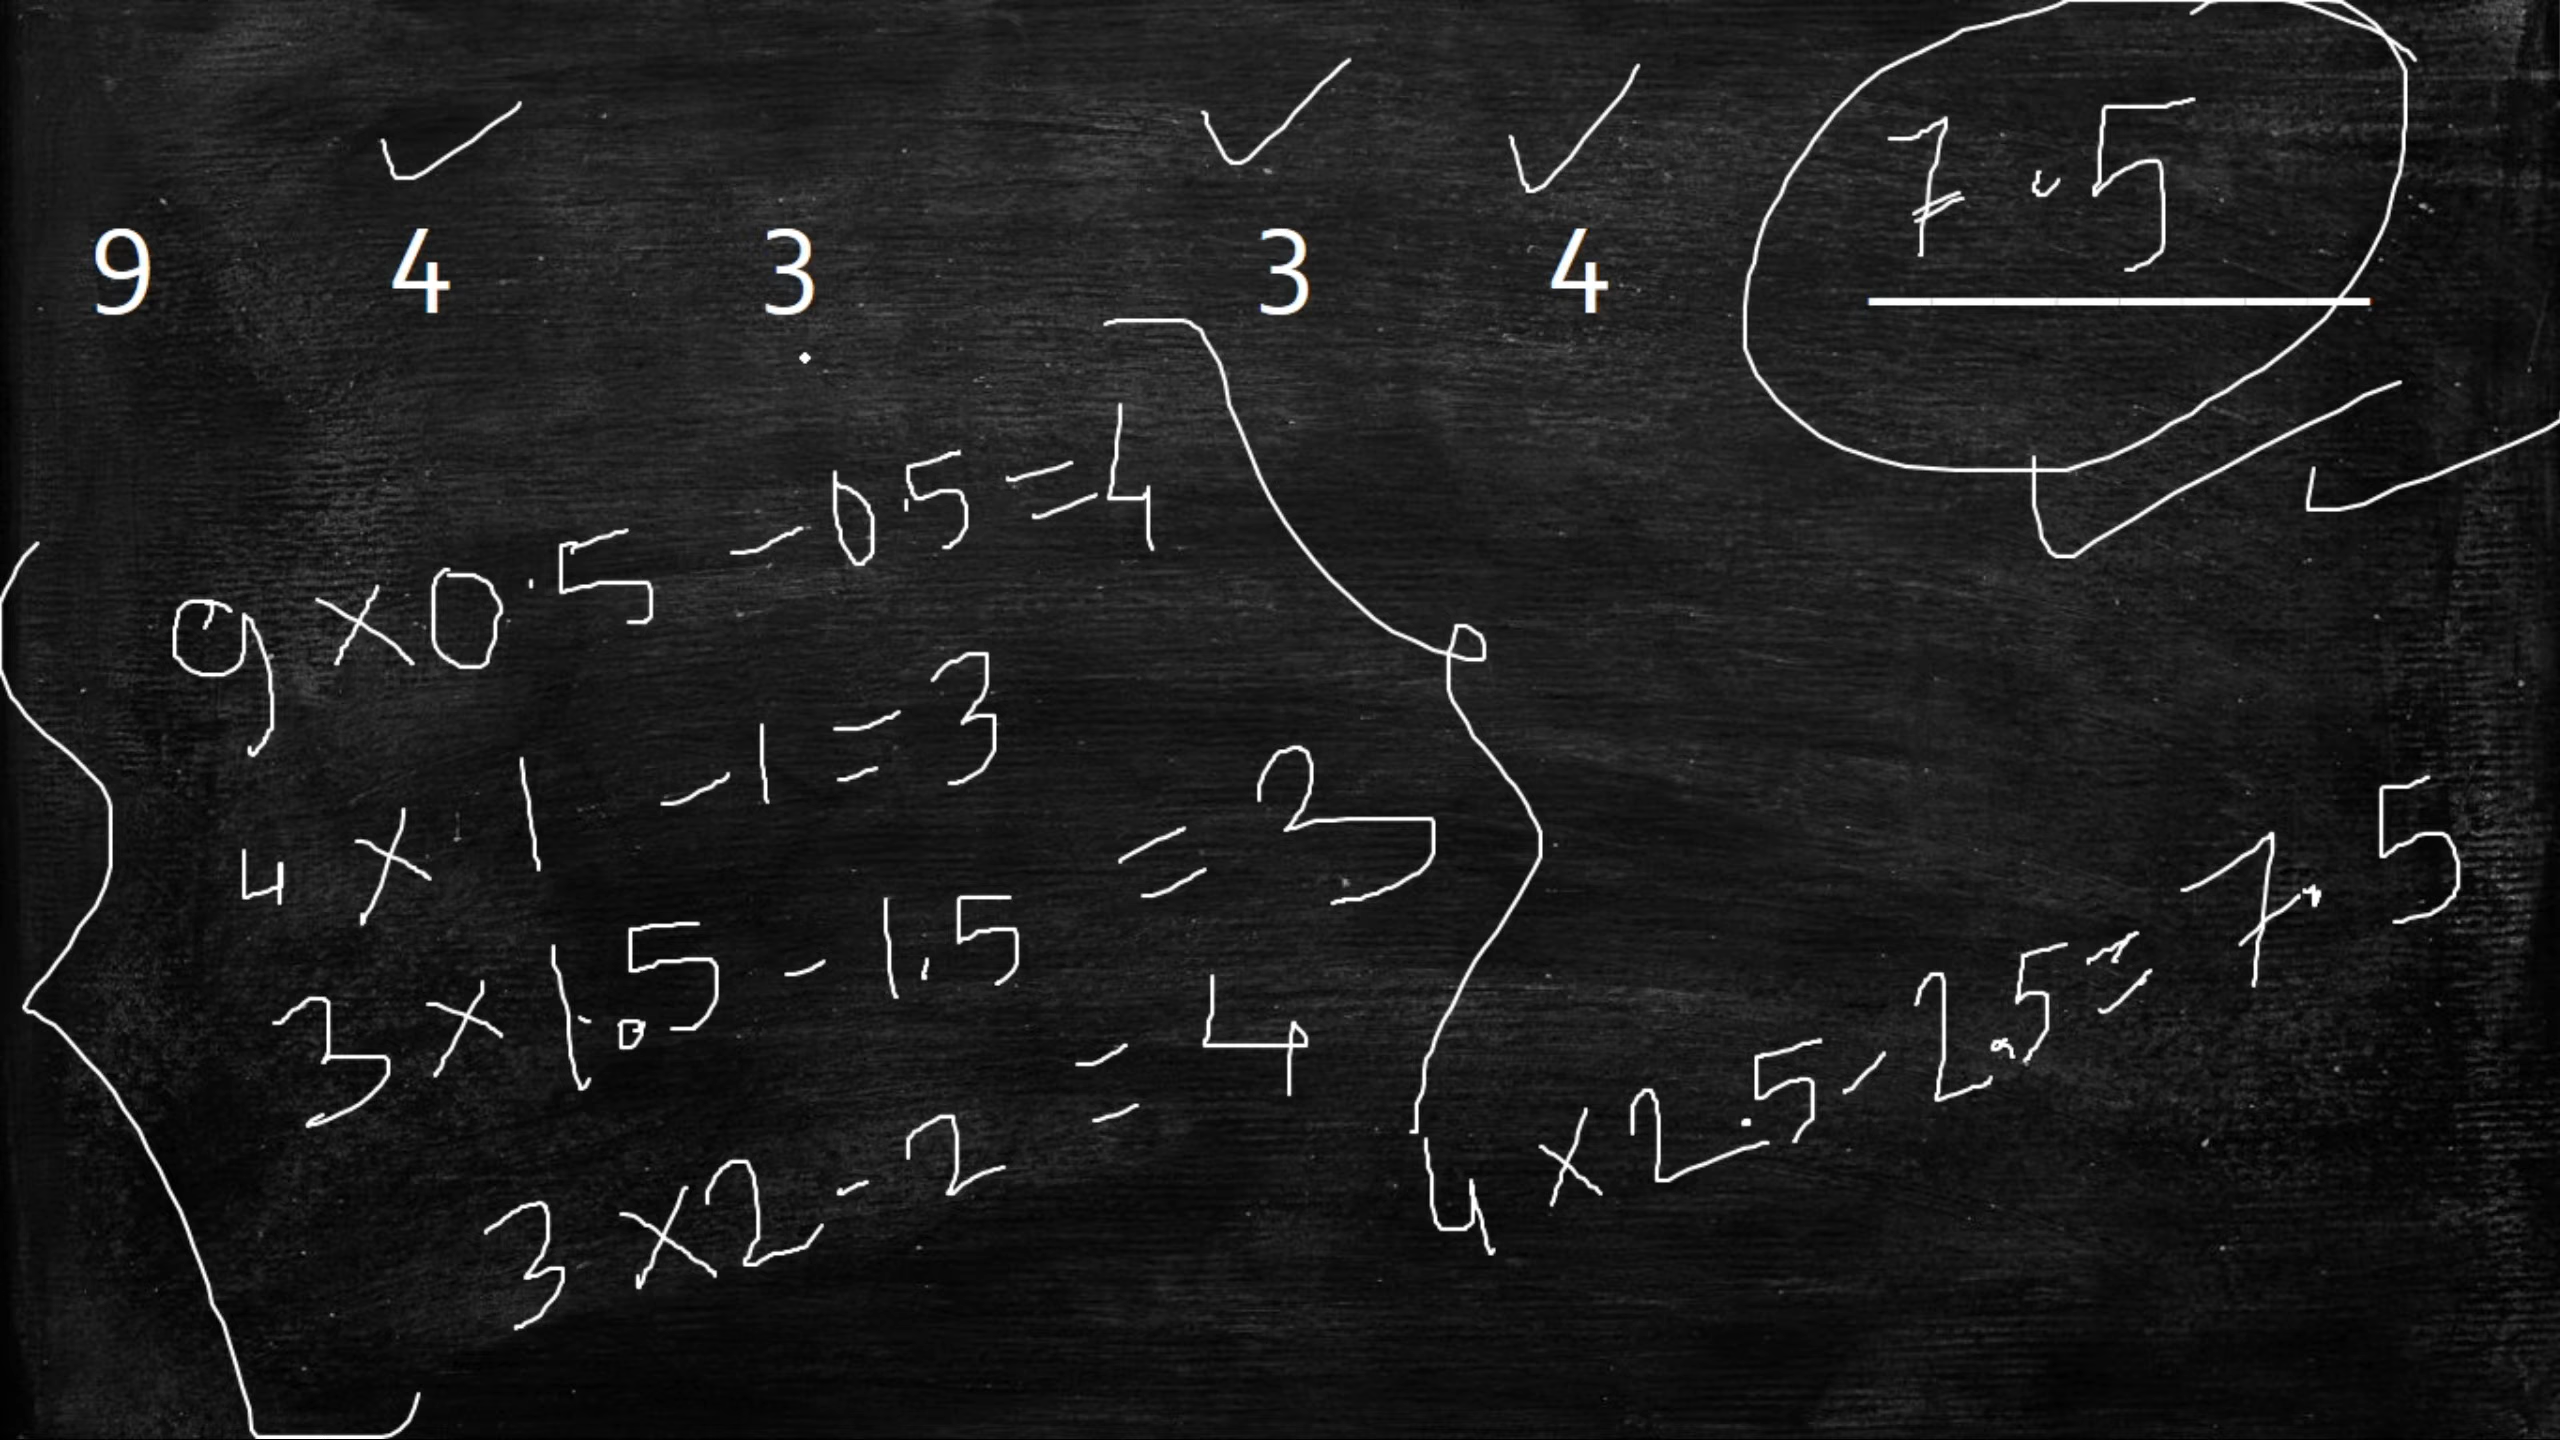 9 4 3 3 4 7.5
9 × 0.5 - 0.5 = 4
4 × 1 - 1 = 3
3 × 1.5 - 1.5 = 3
3 × 2 - 2 = 4
4 × 2.5 - 2.5 = 7.5